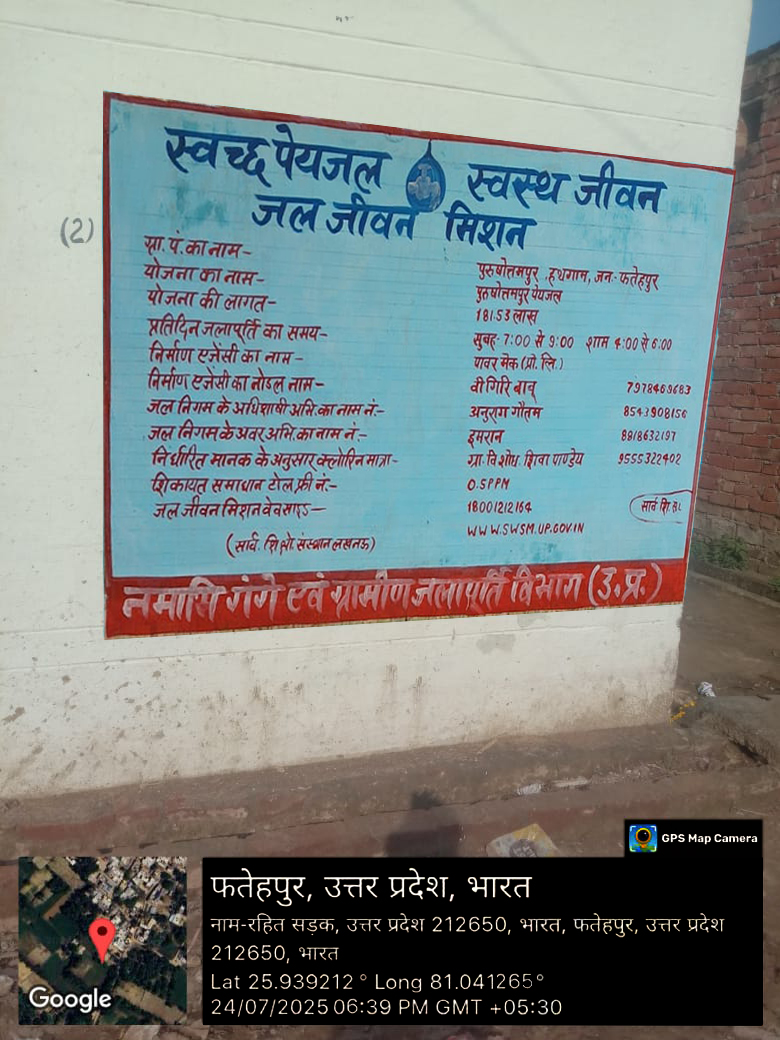 स्वच्छ पेयजल स्वस्थ जीवन
जल जीवन मिशन
(2)
ग्रा. पं. का नाम- पुरुषोत्तमपुर, हथगाम, जन- फतेहपुर
योजना का नाम- पुरुषोत्तमपुर पेयजल
योजना की लागत- 181.53 लाख
प्रतिदिन जलापूर्ति का समय- सुबह- 7:00 से 9:00 शाम 4:00 से 6:00
निर्माण एजेंसी का नाम- पावर मेक (प्रो. लि.)
निर्माण एजेंसी का नोडल नाम- वी गिरि बाबू 7978469683
जल निगम के अधिशाषी अभि. का नाम नं:- अनुराग गौतम 8543908156
जल निगम के अवर अभि. का नाम नं.- इमरान 8818632197
निर्धारित मानक के अनुसार क्लोरिन मात्रा- ग्रा. वि शोध. शिवा पाण्डेय 9555322402
शिकायत समाधान टोल फ्री नं:- 0.5PPM
जल जीवन मिशन वेवसाइट- 18001212164
WWW.SWSM.UP.GOV.IN
सार्व. शि.
(सार्व. शि.ओ. संस्थान लखनऊ)
नमामि गंगे एवं ग्रामीण जलापूर्ति विभाग (उ.प्र.)
GPS Map Camera
फतेहपुर, उत्तर प्रदेश, भारत
नाम-रहित सड़क, उत्तर प्रदेश 212650, भारत, फतेहपुर, उत्तर प्रदेश
212650, भारत
Lat 25.939212° Long 81.041265°
24/07/2025 06:39 PM GMT +05:30
Google